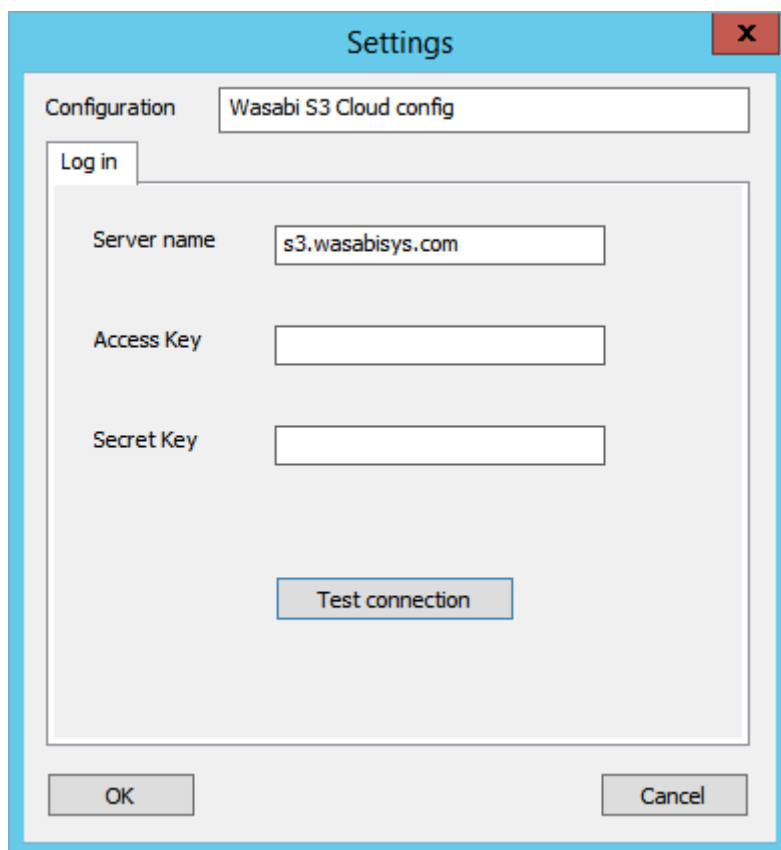 Settings
x
Configuration Wasabi S3 Cloud config
Log in
Server name s3.wasabisys.com
Access Key
Secret Key
Test connection
OK Cancel